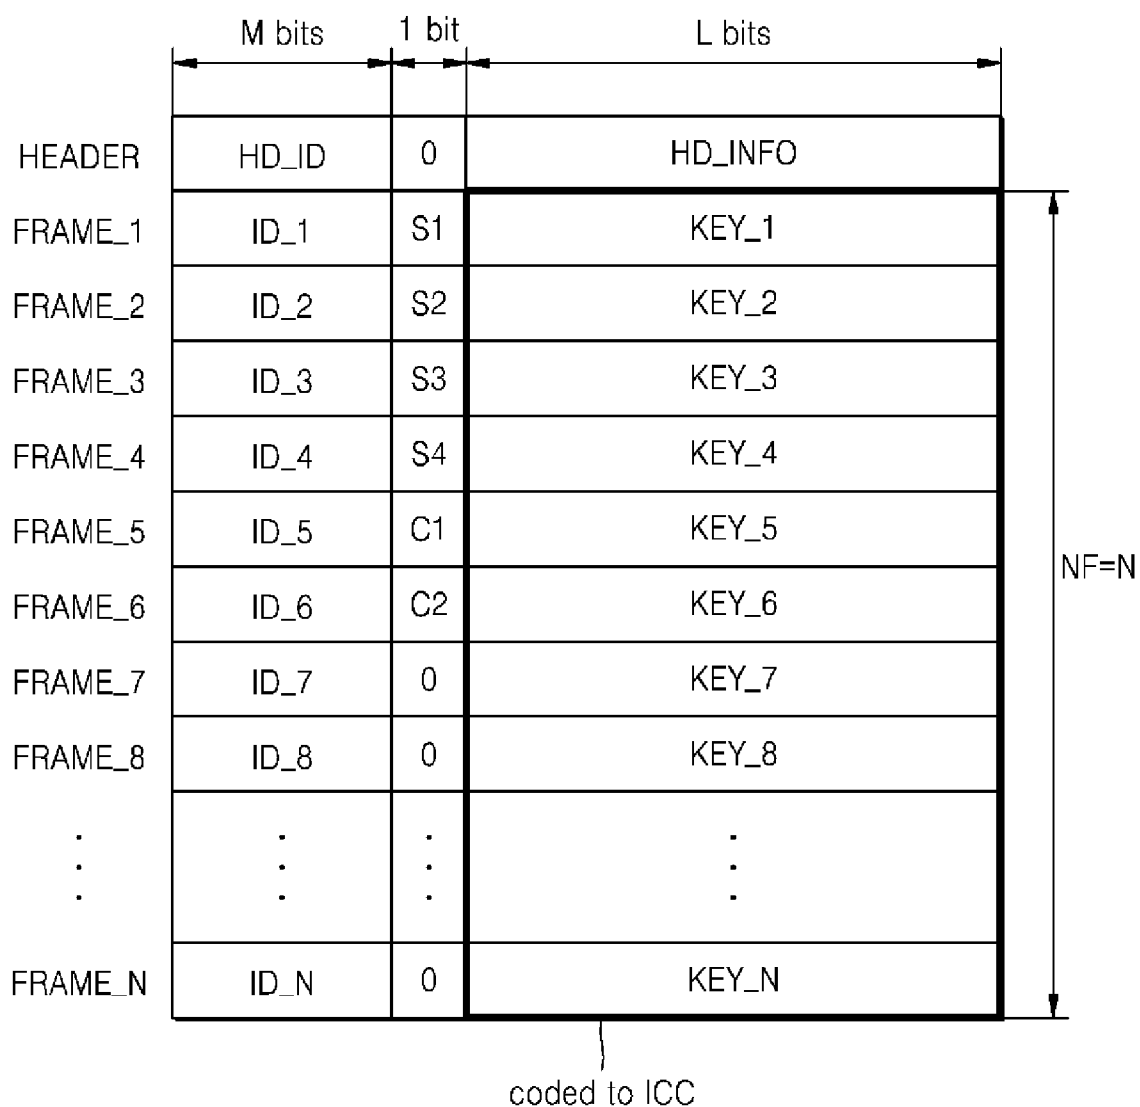 M bits 1 bit L bits
HEADER HD_ID 0 HD_INFO
FRAME_1 ID_1 S1 KEY_1
FRAME_2 ID_2 S2 KEY_2
FRAME_3 ID_3 S3 KEY_3
FRAME_4 ID_4 S4 KEY_4
FRAME_5 ID_5 C1 KEY_5
NF=N
FRAME_6 ID_6 C2 KEY_6
FRAME_7 ID_7 0 KEY_7
FRAME_8 ID_8 0 KEY_8
FRAME_N ID_N 0 KEY_N
coded to ICC